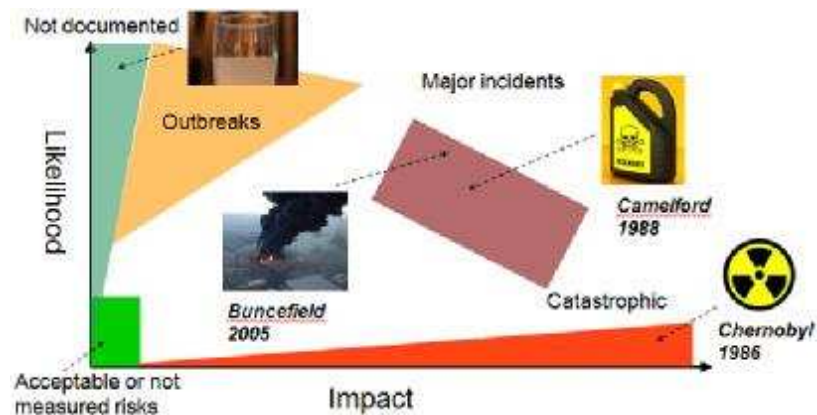 Not documented
Major incidents
Outbreaks
Likelihood
Camelford
1988
Buncefield
2005
Catastrophic
Chernobyl
1986
Acceptable or not
measured risks
Impact